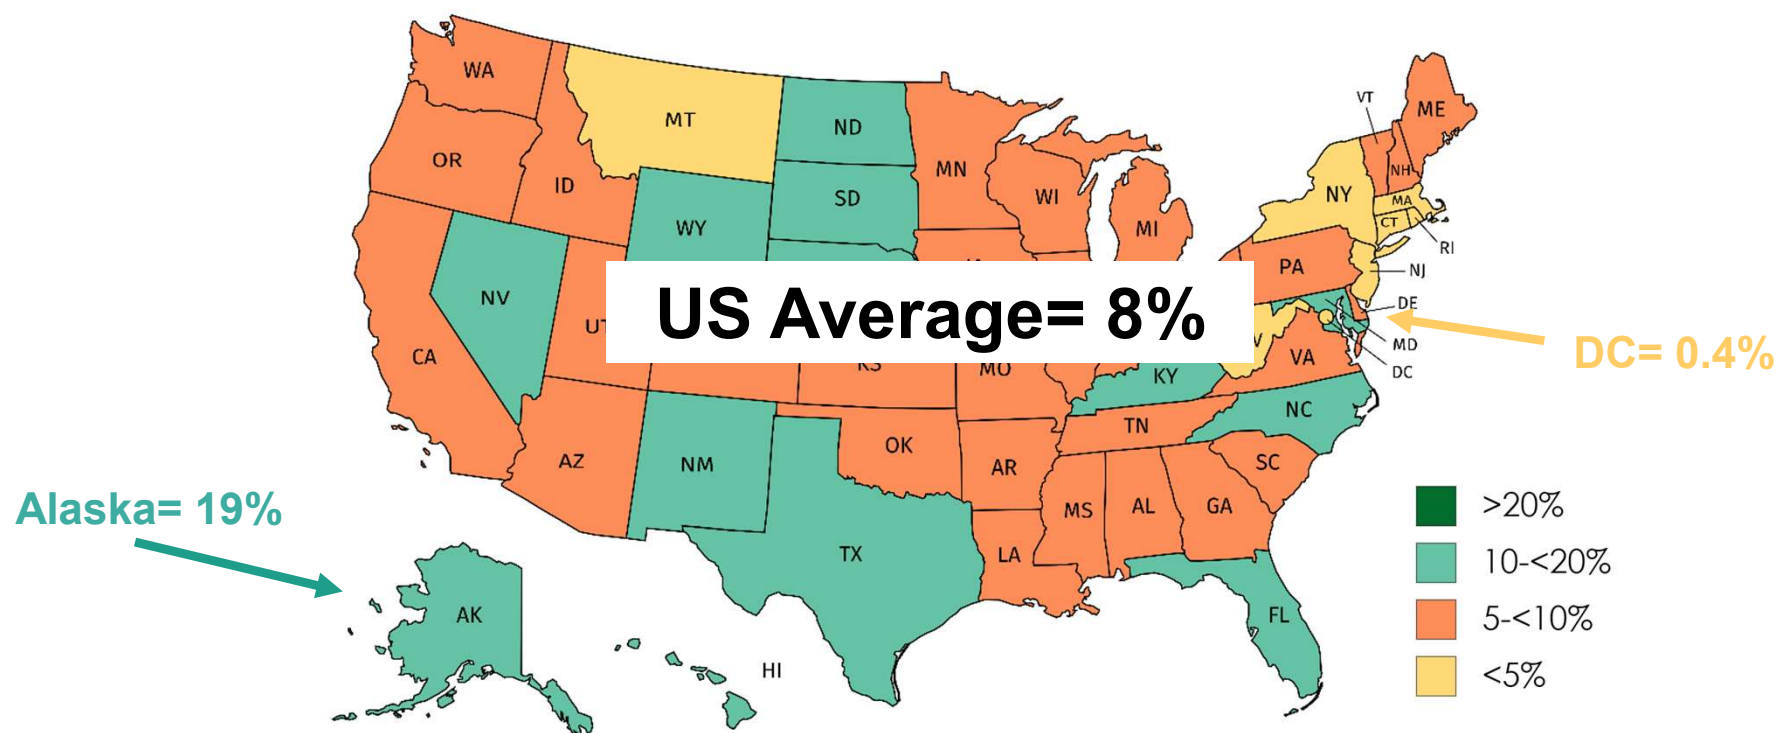 WA
MT
ND
MN
VT
ME
OR
ID
SD
WI
MI
NY
NH
MA
CT
RI
WY
PA
NJ
NV
US Average= 8%
DE
CA
VA
MD
DC
DC= 0.4%
KS
MO
KY
NC
AZ
NM
OK
AR
TN
SC
MS
AL
GA
Alaska= 19%
TX
LA
AK
HI
FL
>20%
10-<20%
5-<10%
<5%